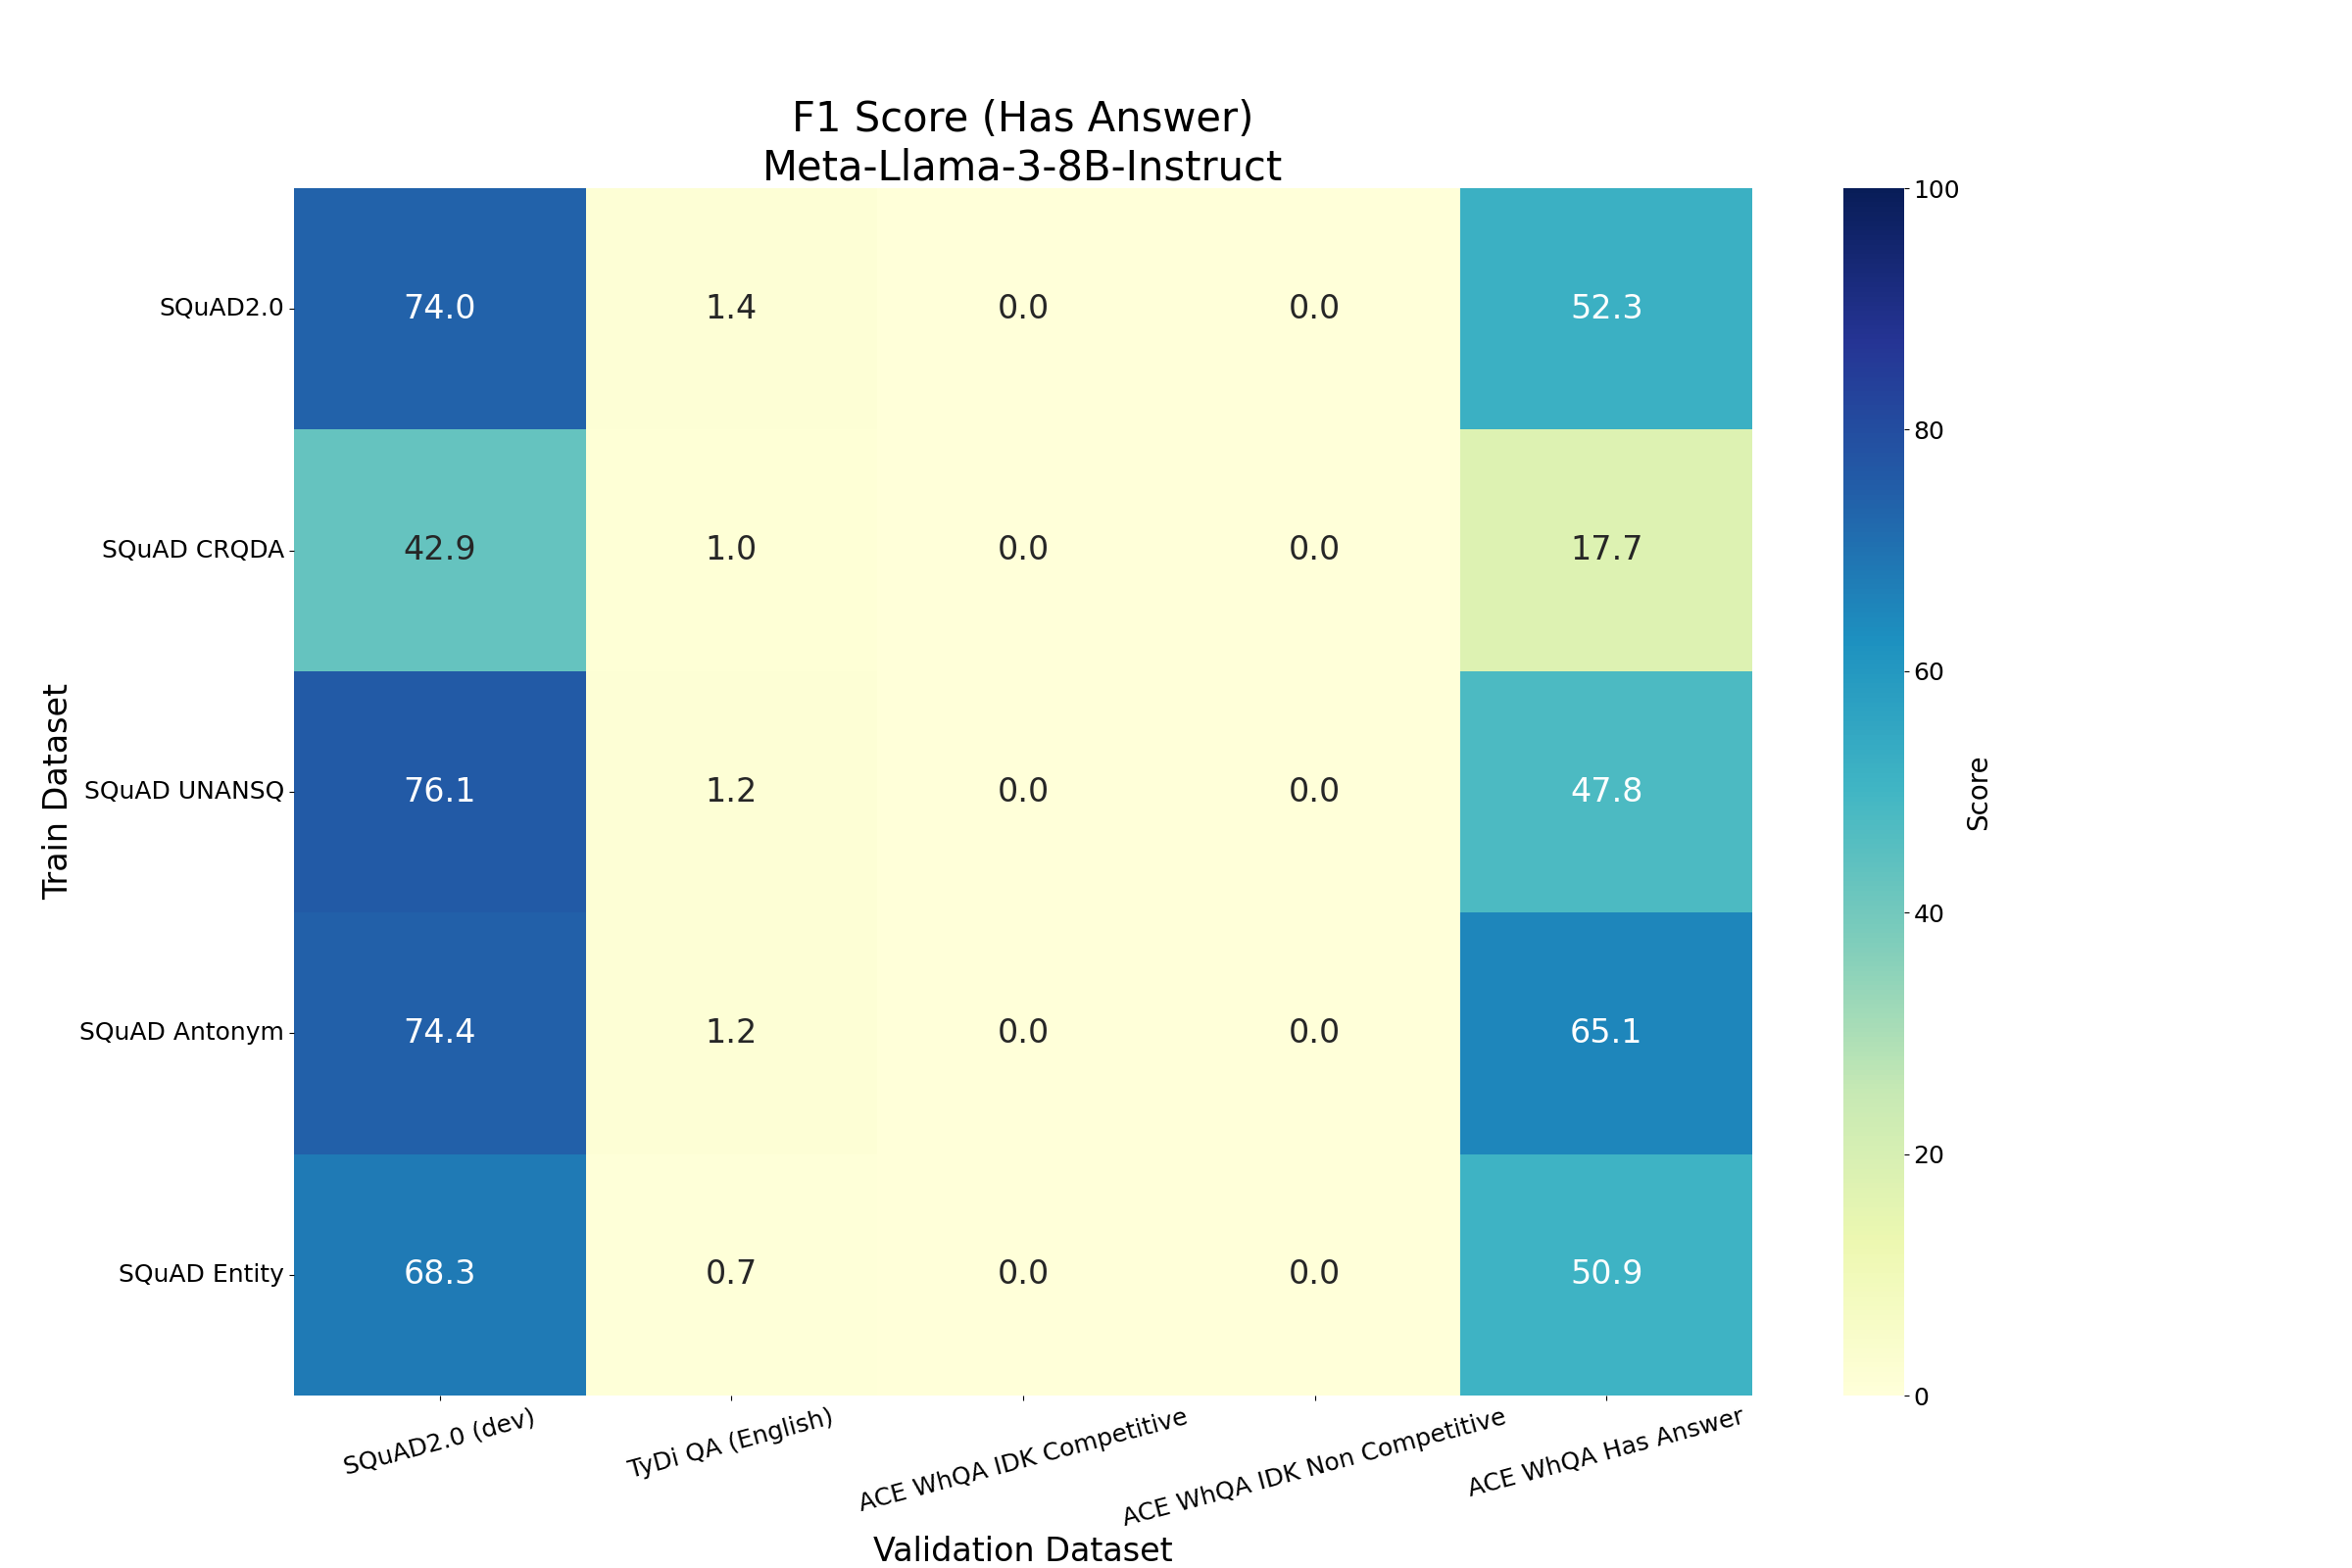 F1 Score (Has Answer)
Meta-Llama-3-8B-Instruct
Train Dataset
SQuAD2.0
74.0
1.4
0.0
0.0
52.3
SQuAD CRQDA
42.9
1.0
0.0
0.0
17.7
SQuAD UNANSQ
76.1
1.2
0.0
0.0
47.8
SQuAD Antonym
74.4
1.2
0.0
0.0
65.1
SQuAD Entity
68.3
0.7
0.0
0.0
50.9
SQuAD2.0 (dev)
TyDi QA (English)
ACE WhQA IDK Competitive
ACE WhQA IDK Non Competitive
ACE WhQA Has Answer
Validation Dataset
100
80
60
40
20
0
Score